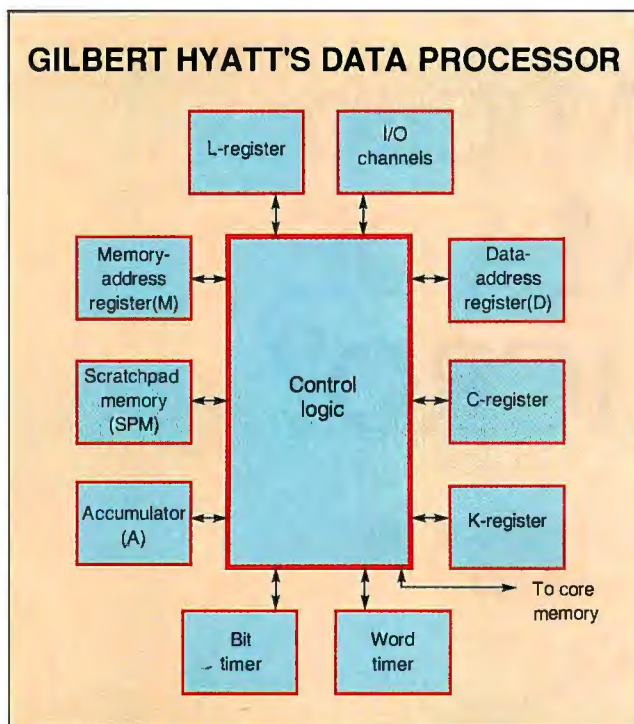 GILBERT HYATT'S DATA PROCESSOR
L-register
I/O
channels
Memory-
address
register(M)
Data-
address
register(D)
Scratchpad
memory
(SPM)
Control
logic
C-register
Accumulator
(A)
K-register
To core
memory
Bit
timer
Word
timer